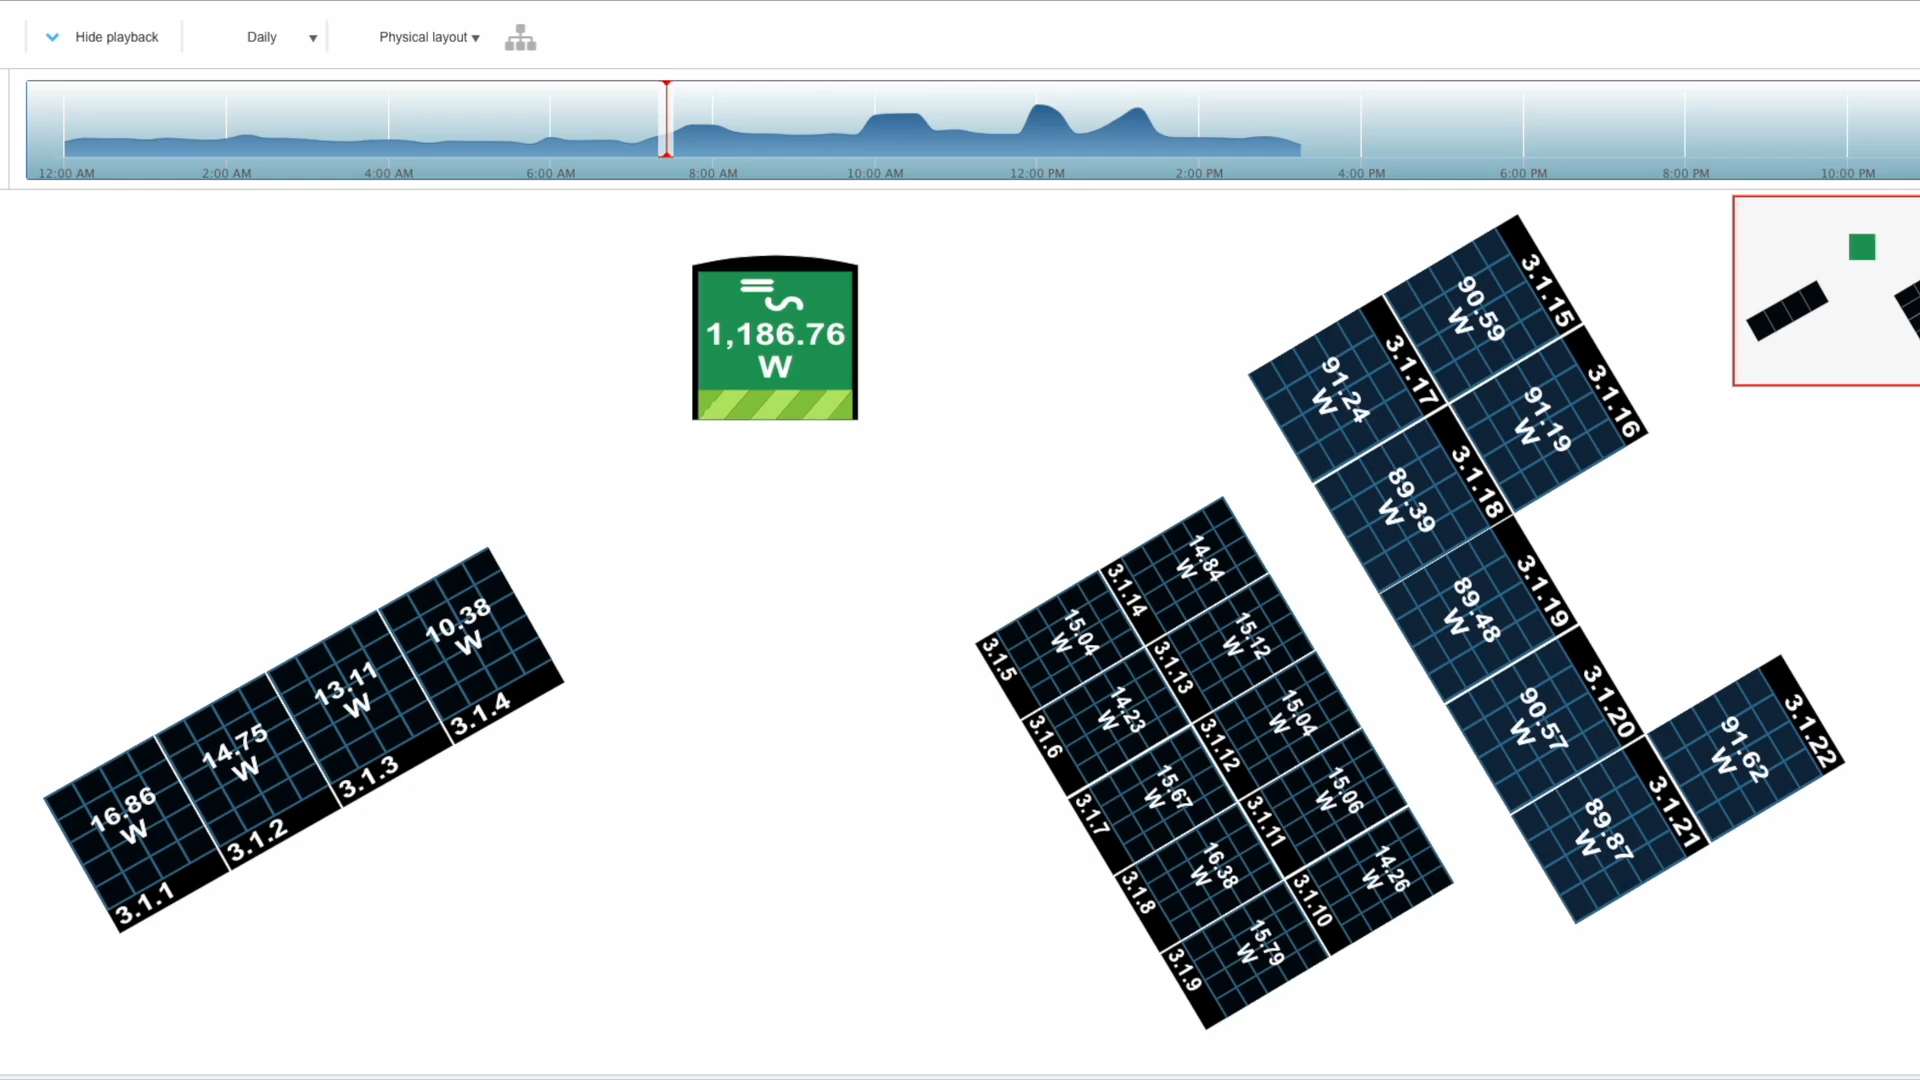 Hide playback
Daily
Physical layout
12:00 AM
2:00 AM
4:00 AM
6:00 AM
8:00 AM
10:00 AM
12:00 PM
2:00 PM
4:00 PM
6:00 PM
8:00 PM
10:00 PM
1,186.76
W
16.86
W
3.1.1
14.75
W
3.1.2
13.11
W
3.1.3
10.38
W
3.1.4
15.04
W
3.1.5
14.23
W
3.1.6
15.67
W
3.1.7
16.38
W
3.1.8
15.79
W
3.1.9
14.84
W
3.1.14
15.12
W
3.1.13
15.04
W
3.1.12
15.06
W
3.1.11
14.26
W
3.1.10
90.59
W
3.1.15
91.19
W
3.1.16
91.24
W
3.1.17
89.39
W
3.1.18
89.48
W
3.1.19
90.57
W
3.1.20
89.87
W
3.1.21
91.62
W
3.1.22